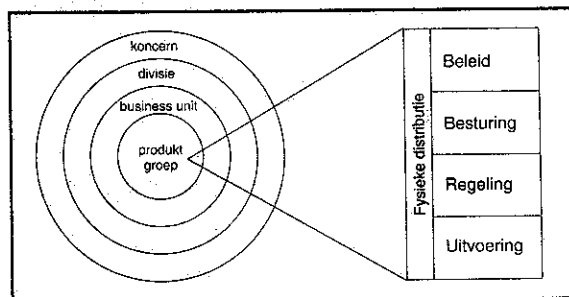 koncern
divisie
business unit
produkt
groep
Fysieke distributie
Beleid
Besturing
Regeling
Uitvoering